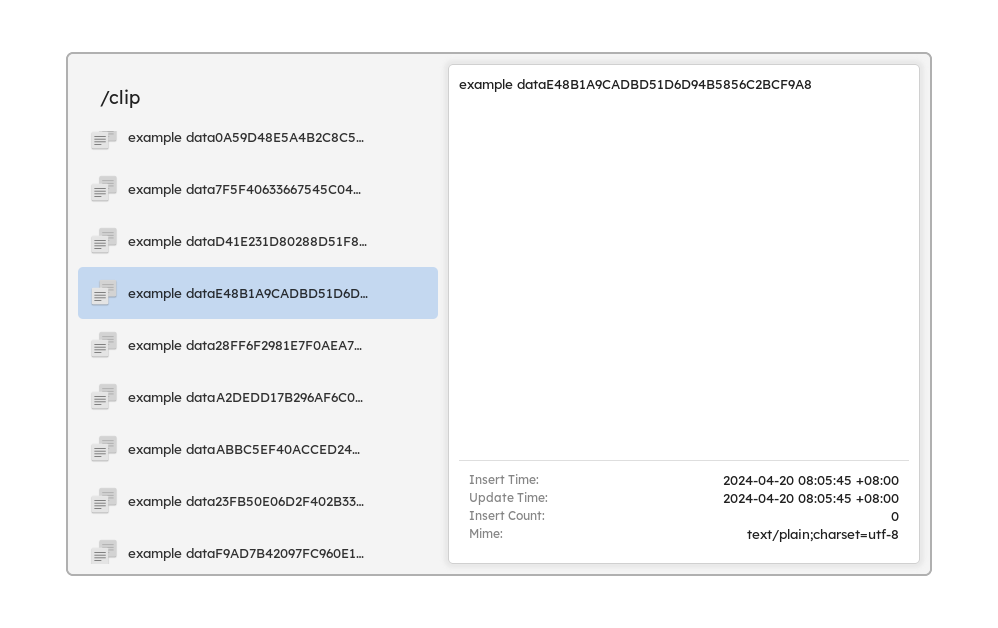 /clip
example data0A59D48E5A4B2C8C5...
example data7F5F40633667545C04...
example dataD41E231D80288D51F8...
example dataE48B1A9CADBD51D6D...
example data28FF6F2981E7F0AEA7...
example dataA2DEDD17B296AF6C0...
example dataABBC5EF40ACCED24...
example data23FB50E06D2F402B33...
example dataF9AD7B42097FC960E1...
example dataE48B1A9CADBD51D6D94B5856C2BCF9A8
Insert Time: 2024-04-20 08:05:45 +08:00
Update Time: 2024-04-20 08:05:45 +08:00
Insert Count: 0
Mime: text/plain;charset=utf-8